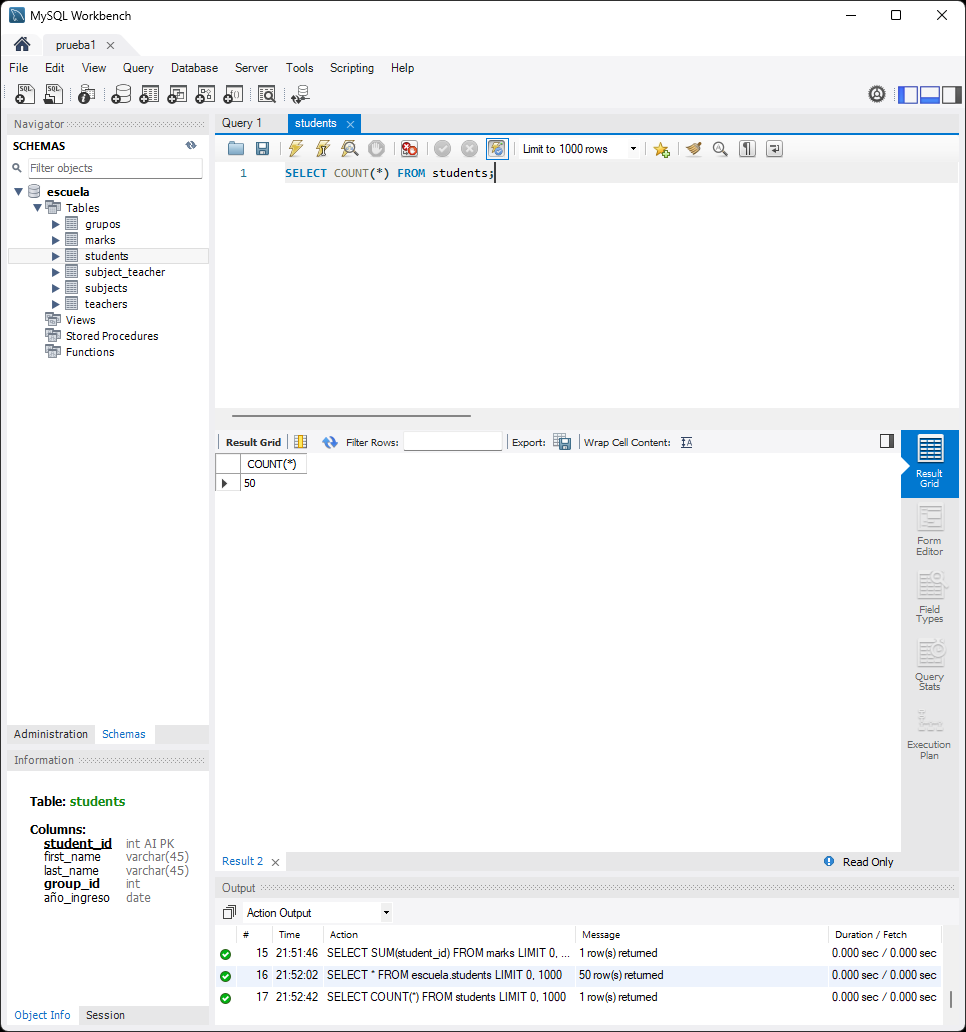 MySQL Workbench
prueba1
File Edit View Query Database Server Tools Scripting Help
Navigator
SCHEMAS
Filter objects
escuela
Tables
grupos
marks
students
subject_teacher
subjects
teachers
Views
Stored Procedures
Functions
Administration Schemas
Information
Table: students
Columns:
student_id int AI PK
first_name varchar(45)
last_name varchar(45)
group_id int
año_ingreso date
Object Info Session
Query 1 students
Limit to 1000 rows
1 SELECT COUNT(*) FROM students;
Result Grid Filter Rows: Export: Wrap Cell Content:
COUNT(*)
50
Result
Grid
Form
Editor
Field
Types
Query
Stats
Execution
Plan
Result 2 Read Only
Output
Action Output
# Time Action Message Duration / Fetch
15 21:51:46 SELECT SUM(student_id) FROM marks LIMIT 0, ... 1 row(s) returned 0.000 sec / 0.000 sec
16 21:52:02 SELECT * FROM escuela.students LIMIT 0, 1000 50 row(s) returned 0.000 sec / 0.000 sec
17 21:52:42 SELECT COUNT(*) FROM students LIMIT 0, 1000 1 row(s) returned 0.000 sec / 0.000 sec